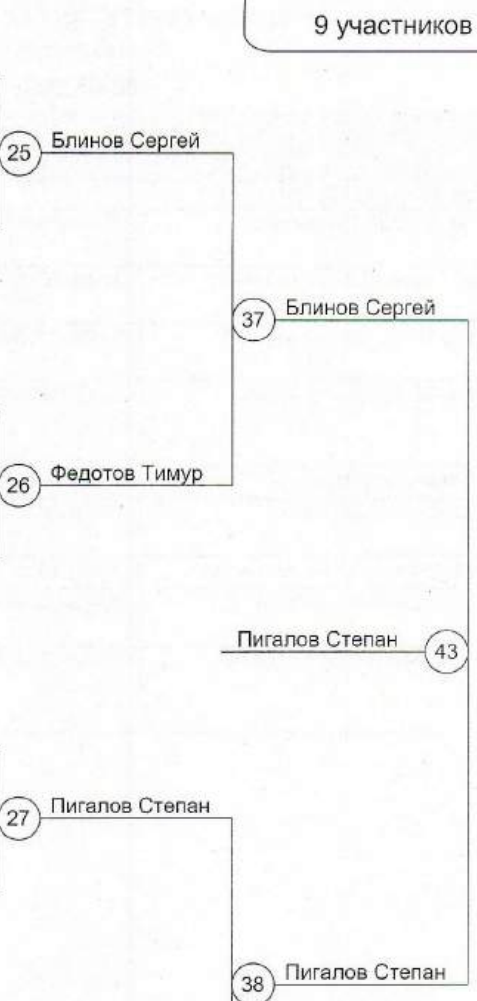 9 участников
25 Блинов Сергей
37 Блинов Сергей
26 Федотов Тимур
Пигалов Степан 43
27 Пигалов Степан
38 Пигалов Степан